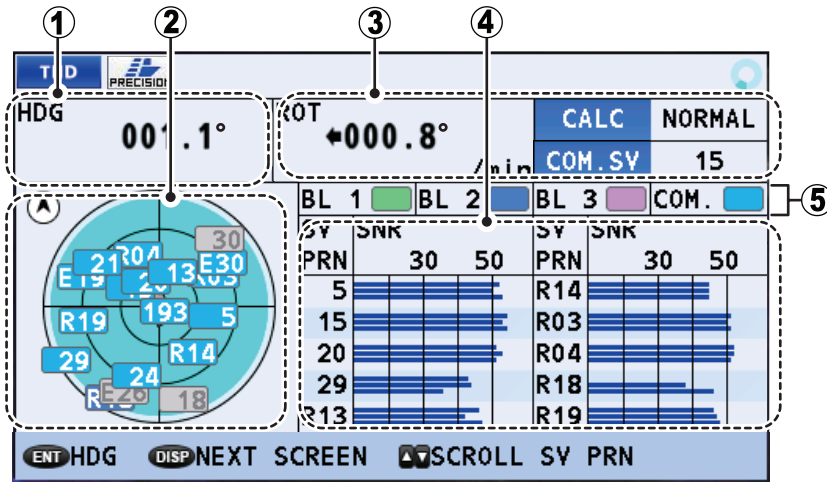 1 2 3 4
PRECISION
HDG 001.1°
ROT 000.8° /min
CALC NORMAL
COM.SV 15
BL 1 BL 2 BL 3 COM. 5
SV SNR SV SNR
PRN 30 50 PRN 30 50
5 R14
15 R03
20 R04
29 R18
R13 R19
30
21 R04 13 E30
E19 R03
R19 193 5
R14
29
24
E26 18
ENT HDG DISP NEXT SCREEN SCROLL SV PRN